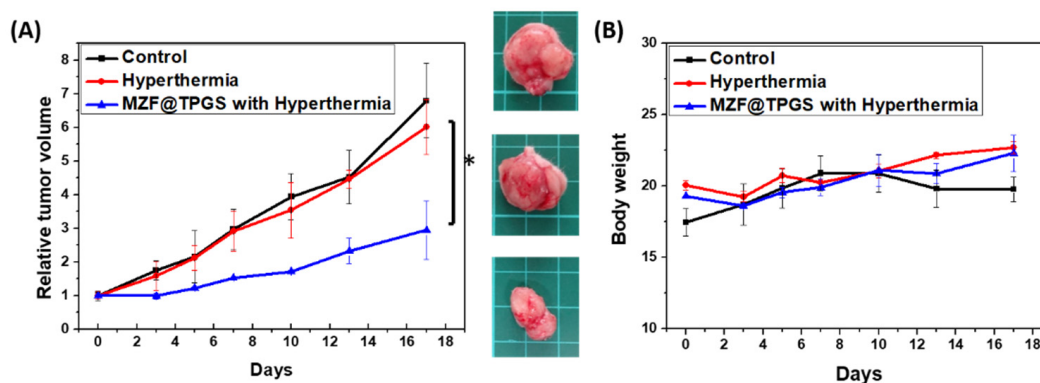 (A)
Relative tumor volume
Control
Hyperthermia
MZF@TPGS with Hyperthermia
8
7
6
5
4
3
2
1
0
*
0 2 4 6 8 10 12 14 16 18
Days
(B)
Body weight
Control
Hyperthermia
MZF@TPGS with Hyperthermia
30
25
20
15
10
0 2 4 6 8 10 12 14 16 18
Days